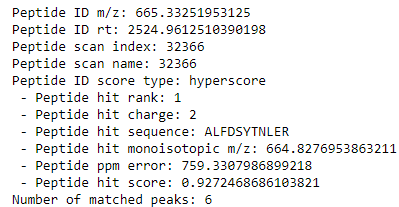 Peptide ID m/z: 665.33251953125
Peptide ID rt: 2524.9612510390198
Peptide scan index: 32366
Peptide scan name: 32366
Peptide ID score type: hyperscore
- Peptide hit rank: 1
- Peptide hit charge: 2
- Peptide hit sequence: ALFDSYTNLER
- Peptide hit monoisotopic m/z: 664.8276953863211
- Peptide ppm error: 759.3307986899218
- Peptide hit score: 0.9272468686103821
Number of matched peaks: 6